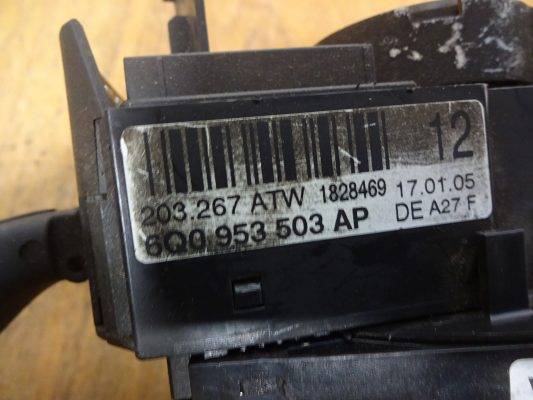 12
203.267 ATW 1828469 17.01.05
6Q0 953 503 AP DE A27 F